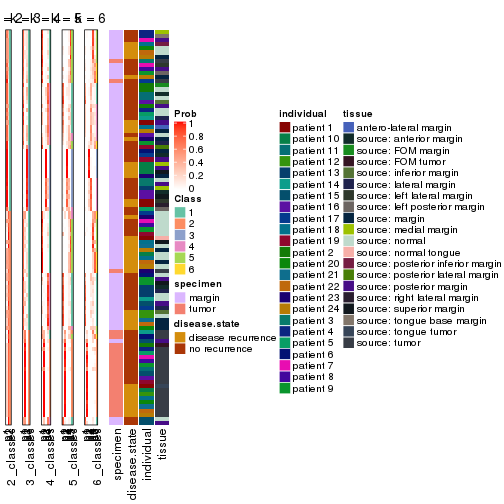 k = 6
Prob
1
0.8
0.6
0.4
0.2
0
Class
1
2
3
4
5
6
specimen
margin
tumor
disease.state
disease recurrence
no recurrence
individual
patient 1
patient 10
patient 11
patient 12
patient 13
patient 14
patient 15
patient 16
patient 17
patient 18
patient 19
patient 2
patient 20
patient 21
patient 22
patient 23
patient 24
patient 3
patient 4
patient 5
patient 6
patient 7
patient 8
patient 9
tissue
antero-lateral margin
source: anterior margin
source: FOM margin
source: FOM tumor
source: inferior margin
source: lateral margin
source: left lateral margin
source: left posterior margin
source: margin
source: medial margin
source: normal
source: normal tongue
source: posterior inferior margin
source: posterior lateral margin
source: posterior margin
source: right lateral margin
source: superior margin
source: tongue base margin
source: tongue tumor
source: tumor
2_classes
3_classes
4_classes
5_classes
6_classes
specimen
disease.state
individual
tissue